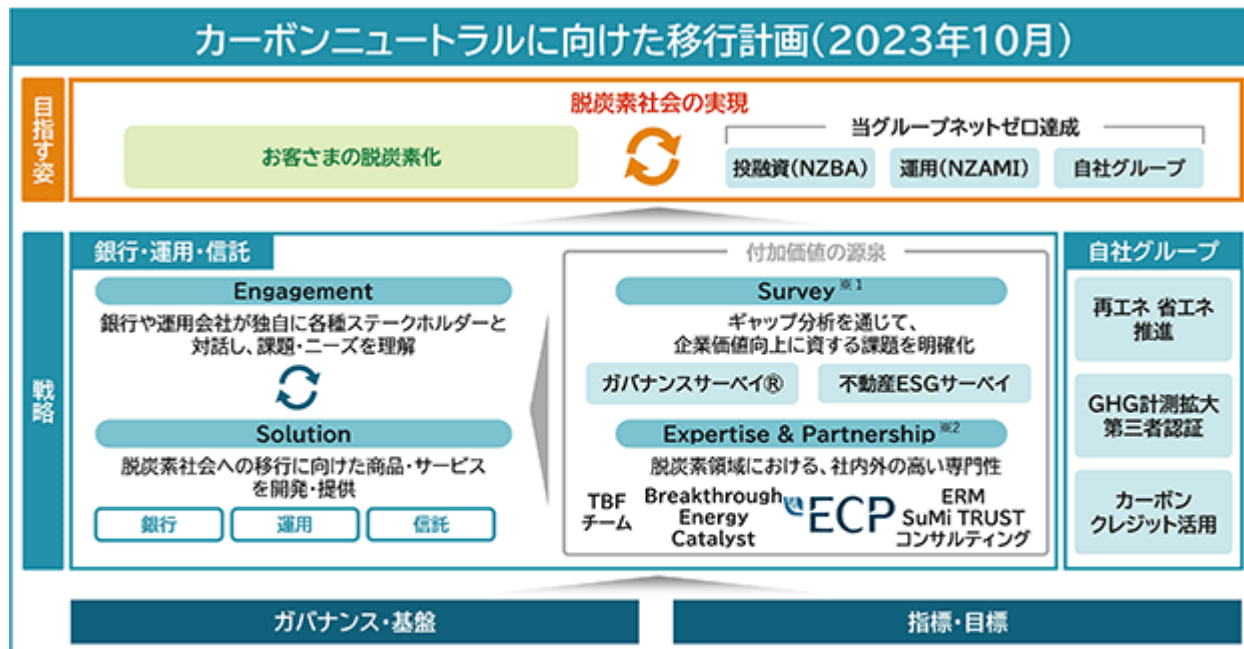 カーボンニュートラルに向けた移行計画(2023年10月)
目指す姿
脱炭素社会の実現
お客さまの脱炭素化
当グループネットゼロ達成
投融資(NZBA)
運用(NZAMI)
自社グループ
戦略
銀行・運用・信託
Engagement
銀行や運用会社が独自に各種ステークホルダーと
対話し、課題・ニーズを理解
Solution
脱炭素社会への移行に向けた商品・サービス
を開発・提供
銀行
運用
信託
付加価値の源泉
Survey※1
ギャップ分析を通じて、
企業価値向上に資する課題を明確化
ガバナンスサーベイ®
不動産ESGサーベイ
Expertise & Partnership※2
脱炭素領域における、社内外の高い専門性
TBF
チーム
Breakthrough
Energy
Catalyst
ECP
ERM
SuMi TRUST
コンサルティング
自社グループ
再エネ 省エネ
推進
GHG計測拡大
第三者認証
カーボン
クレジット活用
ガバナンス・基盤
指標・目標